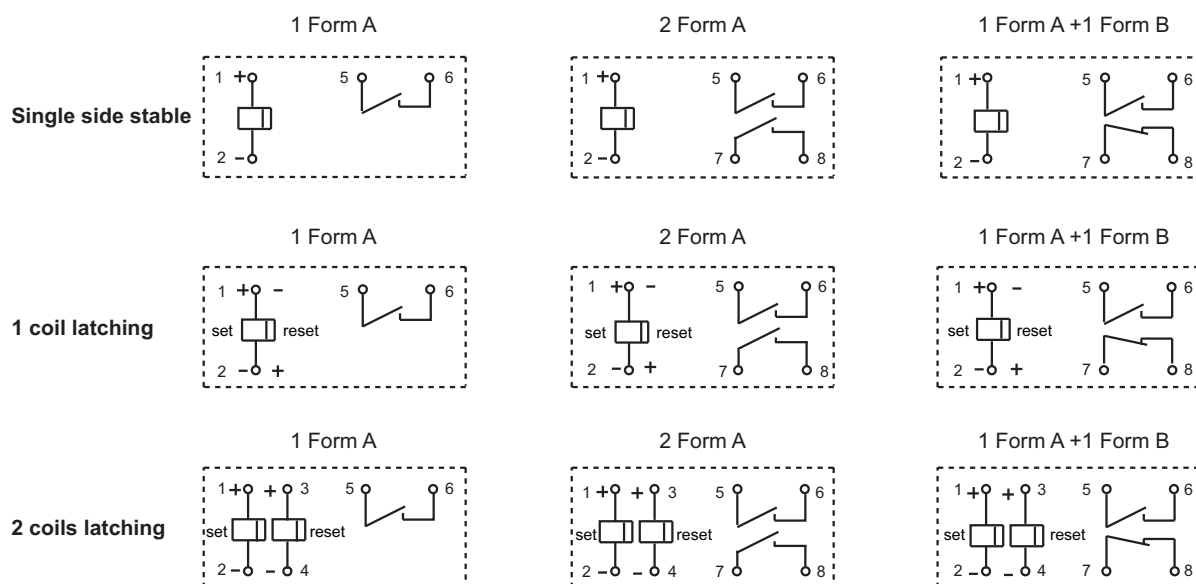 1 Form A 2 Form A 1 Form A +1 Form B
1 + 5 6 1 + 5 6 1 + 5 6
Single side stable
2 - 2 - 7 8 2 - 7 8
1 Form A 2 Form A 1 Form A +1 Form B
1 + - 5 6 1 + - 5 6 1 + - 5 6
1 coil latching set reset set reset set reset
2 - + 2 - + 7 8 2 - + 7 8
1 Form A 2 Form A 1 Form A +1 Form B
1 + + 3 5 6 1 + + 3 5 6 1 + + 3 5 6
2 coils latching set reset set reset set reset
2 - - 4 2 - - 4 7 8 2 - - 4 7 8